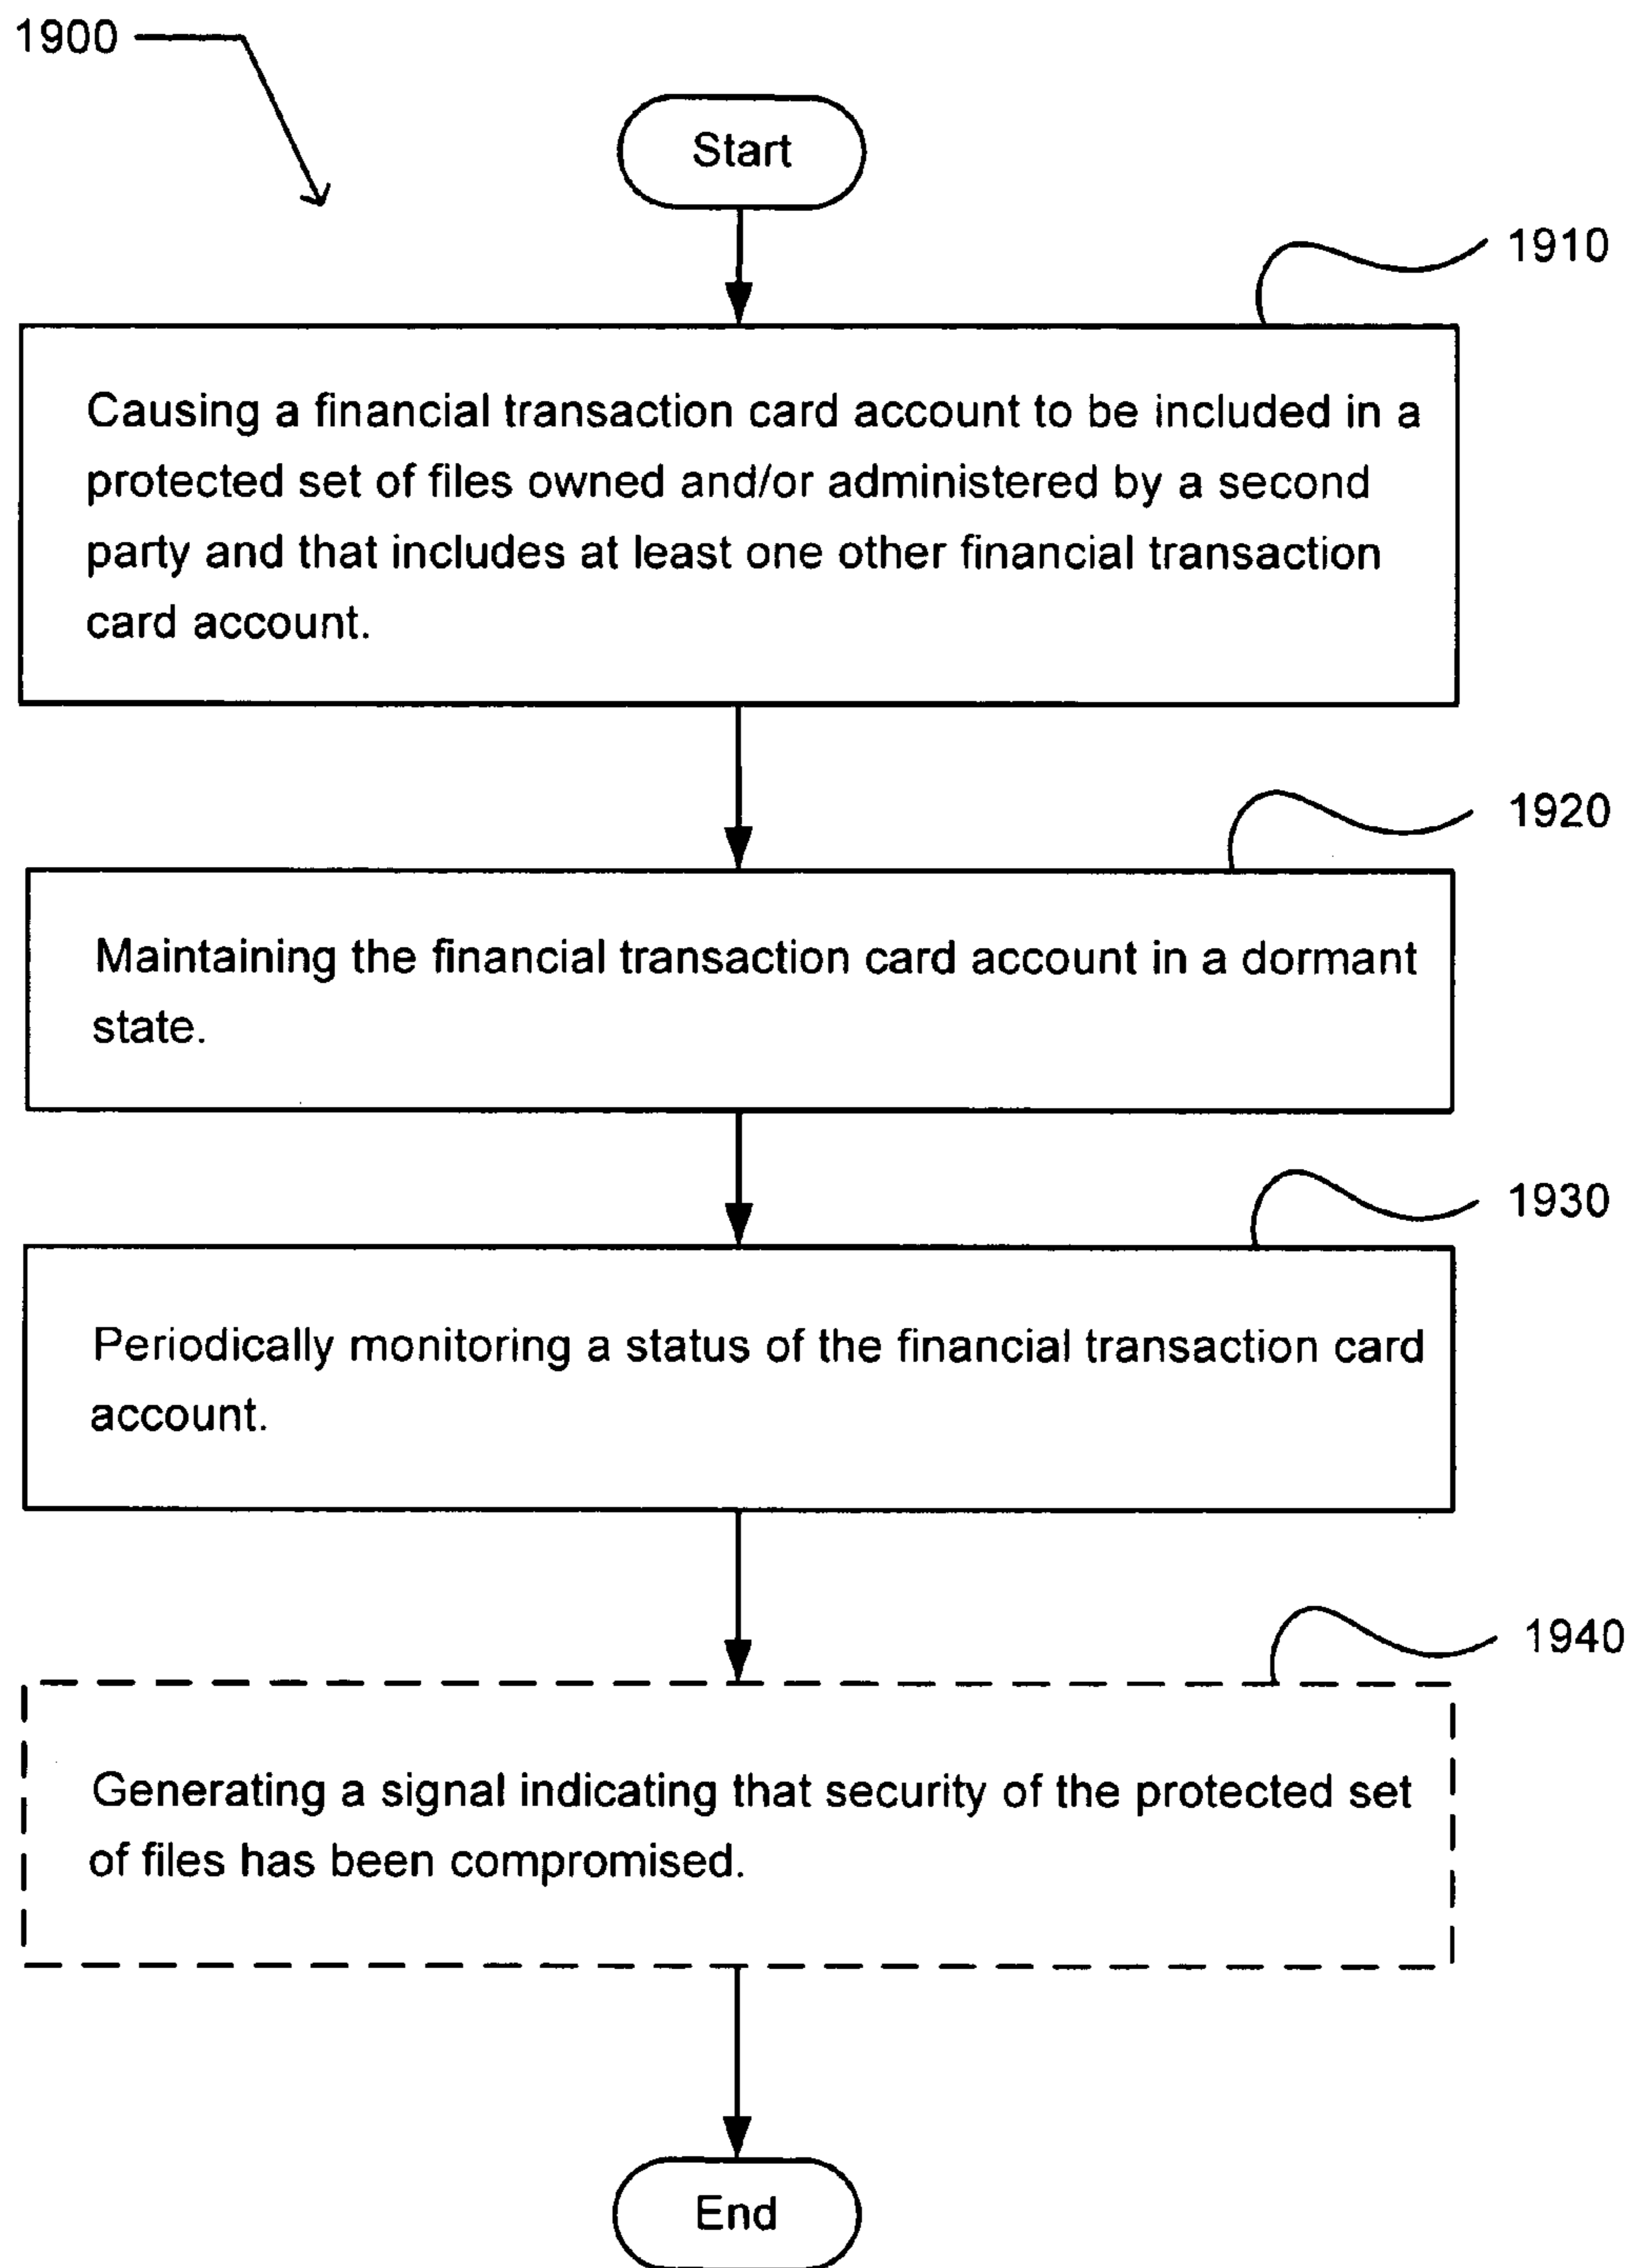 1900
Start
1910
Causing a financial transaction card account to be included in a
protected set of files owned and/or administered by a second
party and that includes at least one other financial transaction
card account.
1920
Maintaining the financial transaction card account in a dormant
state.
1930
Periodically monitoring a status of the financial transaction card
account.
1940
Generating a signal indicating that security of the protected set
of files has been compromised.
End